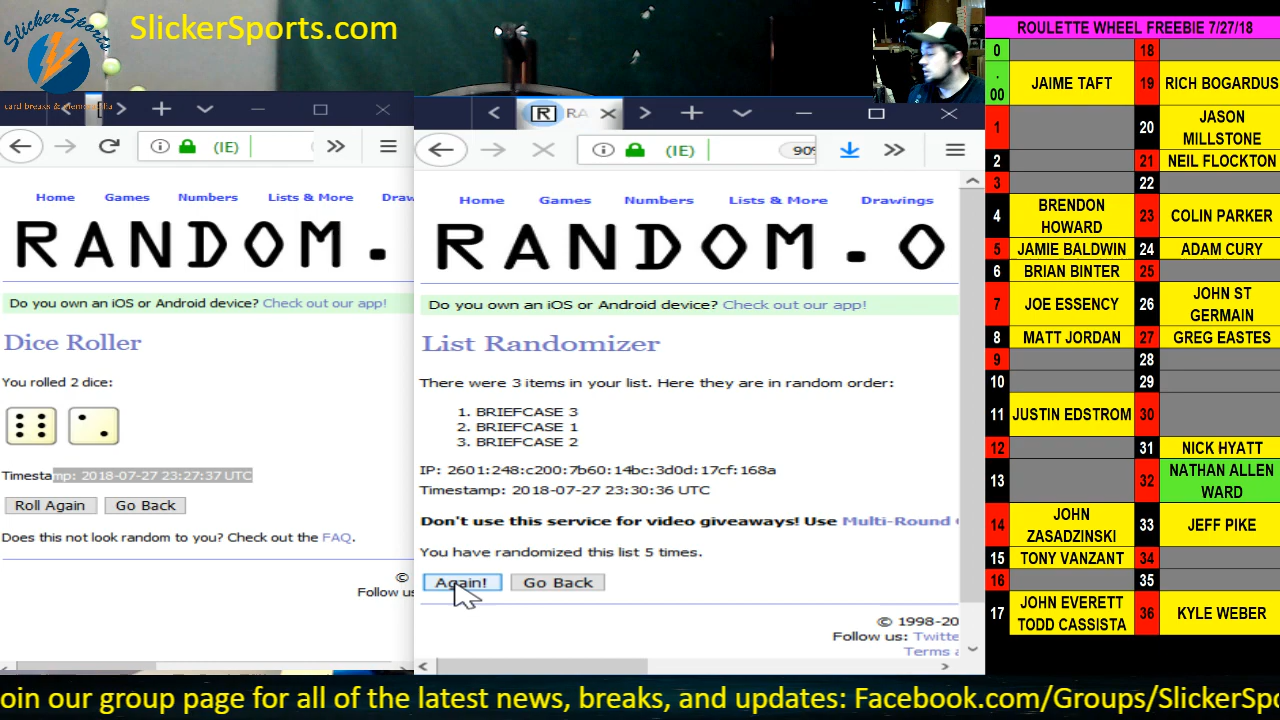 SlickerSports
card breaks & memorabilia
SlickerSports.com
(IE)
Home Games Numbers Lists & More Draw
RANDOM.
Do you own an iOS or Android device? Check out our app!
Dice Roller
You rolled 2 dice:
Timestamp: 2018-07-27 23:27:37 UTC
Roll Again Go Back
Does this not look random to you? Check out the FAQ.
©
Follow us
[R] RA
(IE) 90%
Home Games Numbers Lists & More Drawings
RANDOM.O
Do you own an iOS or Android device? Check out our app!
List Randomizer
There were 3 items in your list. Here they are in random order:
1. BRIEFCASE 3
2. BRIEFCASE 1
3. BRIEFCASE 2
IP: 2601:248:c200:7b60:14bc:3d0d:17cf:168a
Timestamp: 2018-07-27 23:30:36 UTC
Don't use this service for video giveaways! Use Multi-Round
You have randomized this list 5 times.
Again! Go Back
© 1998-20
Follow us: Twitte
Terms a
ROULETTE WHEEL FREEBIE 7/27/18
0 18
.00 JAIME TAFT 19 RICH BOGARDUS
1 20 JASON MILLSTONE
2 21 NEIL FLOCKTON
3 22
4 BRENDON HOWARD 23 COLIN PARKER
5 JAMIE BALDWIN 24 ADAM CURY
6 BRIAN BINTER 25
7 JOE ESSENCY 26 JOHN ST GERMAIN
8 MATT JORDAN 27 GREG EASTES
9 28
10 29
11 JUSTIN EDSTROM 30
12 31 NICK HYATT
13 32 NATHAN ALLEN WARD
14 JOHN ZASADZINSKI 33 JEFF PIKE
15 TONY VANZANT 34
16 35
17 JOHN EVERETT TODD CASSISTA 36 KYLE WEBER
oin our group page for all of the latest news, breaks, and updates: Facebook.com/Groups/SlickerSpo